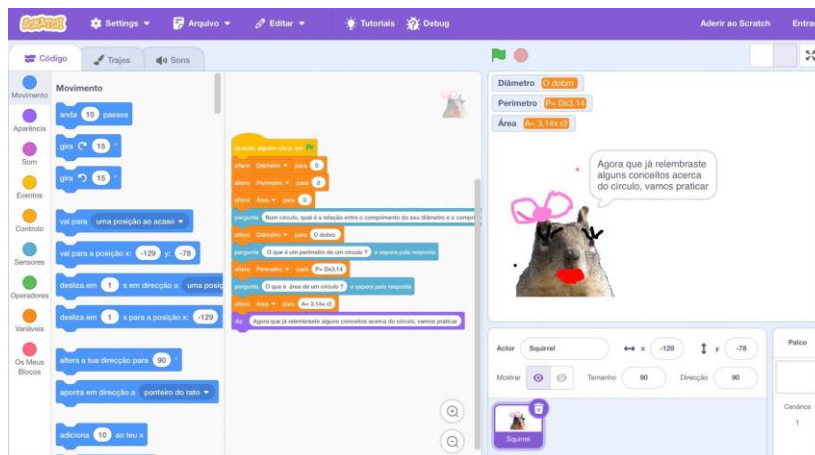 SCRATCH Settings Arquivo Editar Tutoriais Debug Aderir ao Scratch Entrar
Código Trajes Sons
Movimento
Aparência
Som
Eventos
Controlo
Sensores
Operadores
Variáveis
Os Meus Blocos
Movimento
anda 10 passos
gira 15 °
gira 15 °
vai para uma posição ao acaso
vai para a posição x: -129 y: -78
desliza em 1 s em direcção a uma posiç
desliza em 1 s para a posição x: -129
altera a tua direcção para 90 °
aponta em direcção a ponteiro do rato
adiciona 10 ao teu x
Quando alguém clicar em
altera Diâmetro para 0
altera Perímetro para 0
altera Área para 0
pergunta Num círculo, qual é a relação entre o comprimento do seu diâmetro e o compri
altera Diâmetro para O dobro
pergunta O que é um perímetro de um círculo ? e espera pela resposta
altera Perímetro para P= Dx3.14
pergunta O que é área de um círculo ? e espera pela resposta
altera Área para A= 3.14x r2
diz Agora que já relembraste alguns conceitos acerca do círculo, vamos praticar
Diâmetro O dobro
Perímetro P= Dx3.14
Área A= 3.14x r2
Agora que já relembraste
alguns conceitos acerca
do círculo, vamos praticar
Actor Squirrel x -129 y -78
Mostrar Tamanho 90 Direcção 90
Squirrel
Palco
Cenários
1